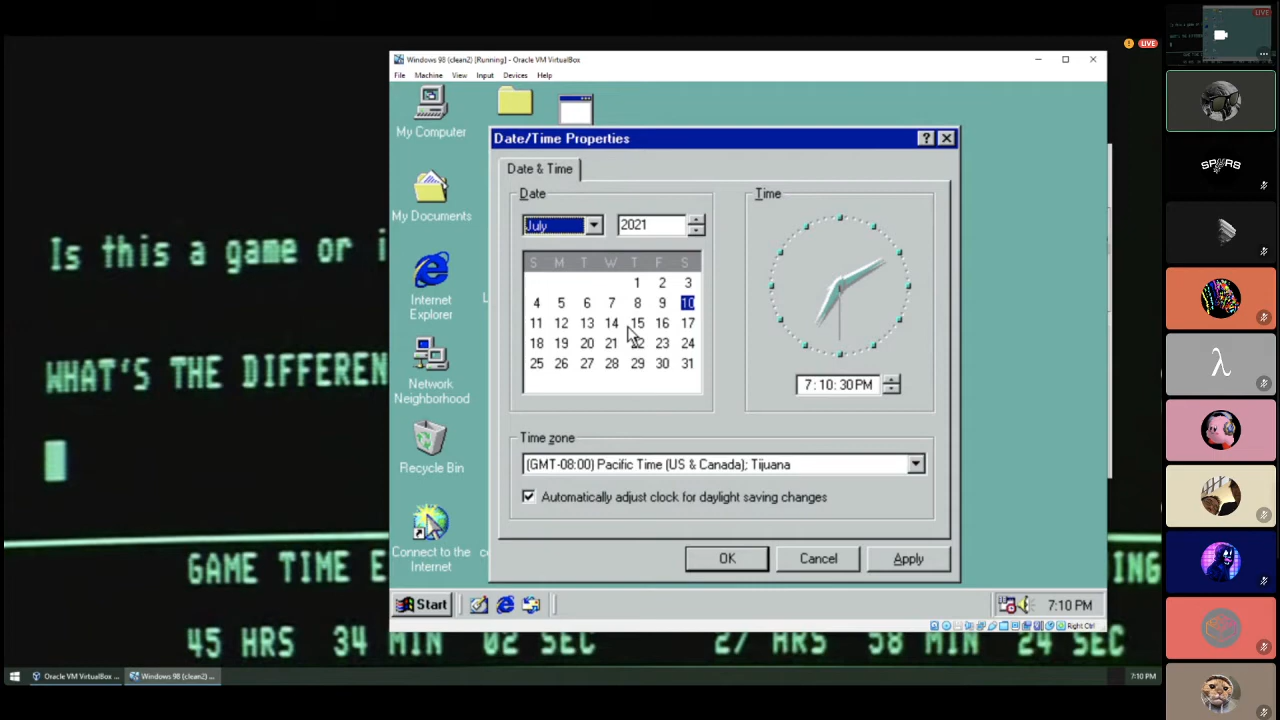 LIVE
LIVE
Windows 98 (clean2) [Running] - Oracle VM VirtualBox
File Machine View Input Devices Help
My Computer
My Documents
Internet
Explorer
Network
Neighborhood
Recycle Bin
Connect to the
Internet
Date/Time Properties
Date & Time
Date
July
2021
S M T W T F S
1 2 3
4 5 6 7 8 9 10
11 12 13 14 15 16 17
18 19 20 21 22 23 24
25 26 27 28 29 30 31
Time
7:10:30 PM
Time zone
(GMT-08:00) Pacific Time (US & Canada); Tijuana
Automatically adjust clock for daylight saving changes
OK Cancel Apply
Start
7:10 PM
Right Ctrl
Is this a game or i
WHAT'S THE DIFFEREN
GAME TIME E
ING
45 HRS 34 MIN 02 SEC 27 HRS 58 MIN 24 SEC
Oracle VM VirtualBox ...
Windows 98 (clean2) ...
7:10 PM
λ